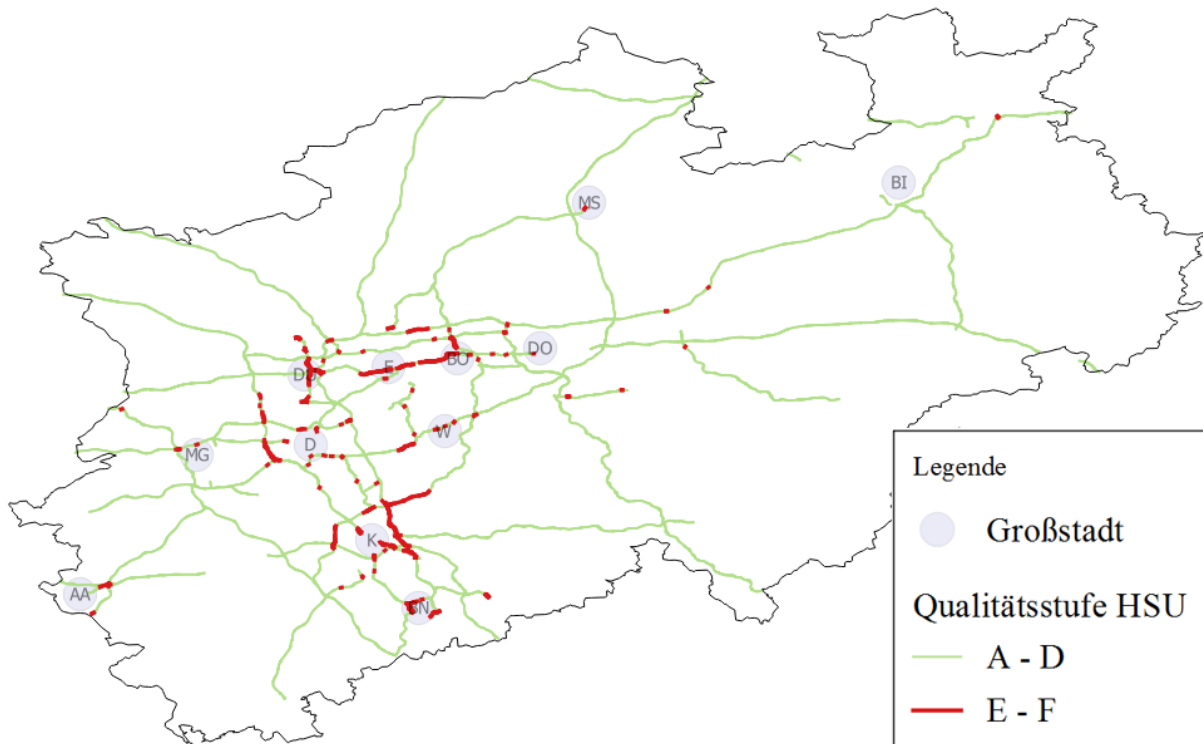 BI
MS
DO
BO
E
DU
W
D
MG
K
AA
BN
Legende
Großstadt
Qualitätsstufe HSU
A - D
E - F